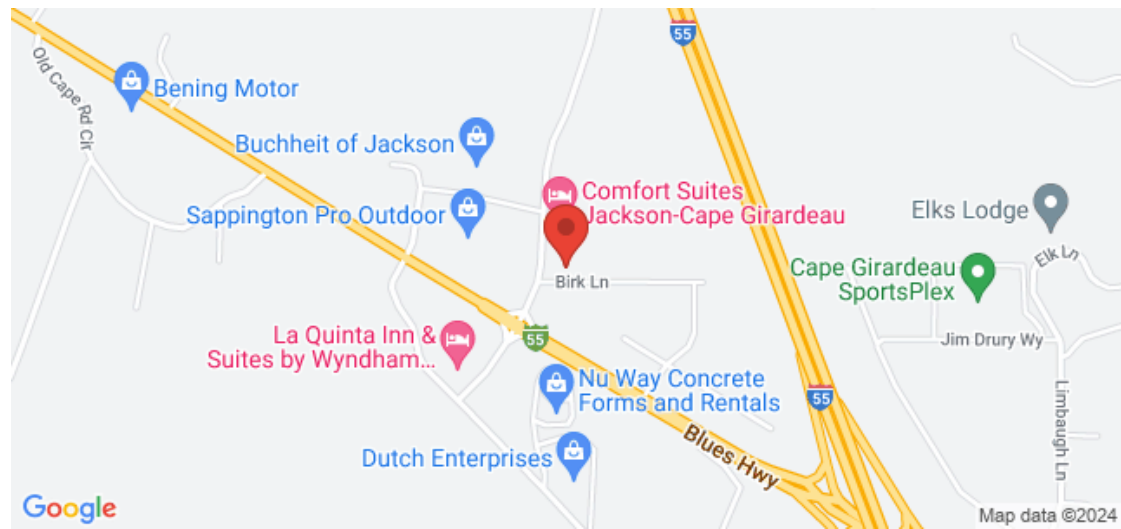 55
Old Cape Rd Cir
Bening Motor
Buchheit of Jackson
Comfort Suites
Jackson-Cape Girardeau
Sappington Pro Outdoor
Elks Lodge
Elk Ln
Cape Girardeau
SportsPlex
Birk Ln
La Quinta Inn &
Suites by Wyndham...
55
Jim Drury Wy
Nu Way Concrete
Forms and Rentals
55
Limbaugh Ln
Blues Hwy
Dutch Enterprises
Google
Map data ©2024